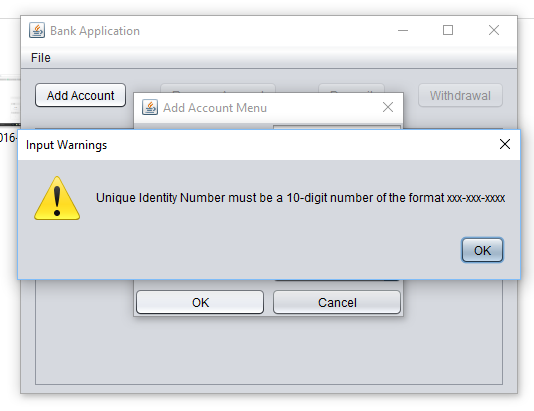 Bank Application
File
Add Account
Withdrawal
Add Account Menu
016-
Input Warnings
Unique Identity Number must be a 10-digit number of the format xxx-xxx-xxxx
OK
OK
Cancel